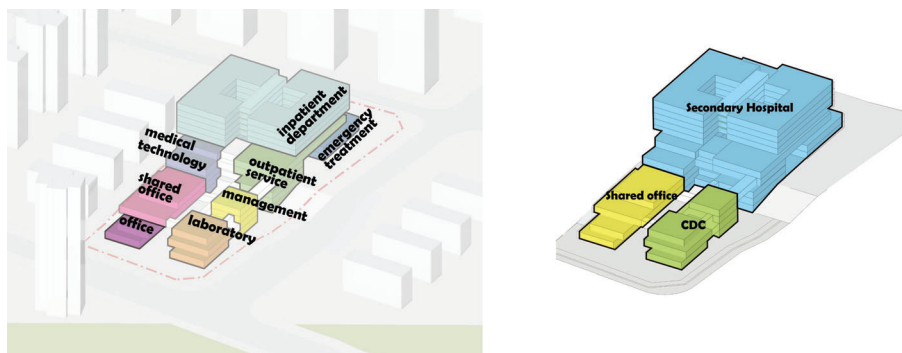 inpatient
department
emergency
treatment
medical
technology
outpatient
service
shared
office
management
office
laboratory
Secondary Hospital
Shared office
CDC